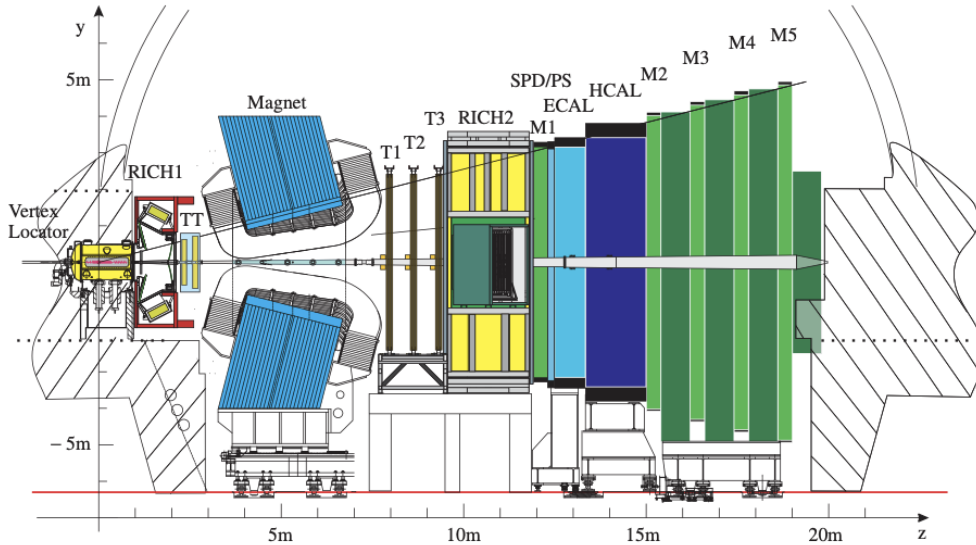 y
5m
Magnet
RICH1
Vertex
Locator
TT
T1
T2
T3
RICH2
M1
SPD/PS
ECAL
HCAL
M2
M3
M4
M5
− 5m
5m
10m
15m
20m
z